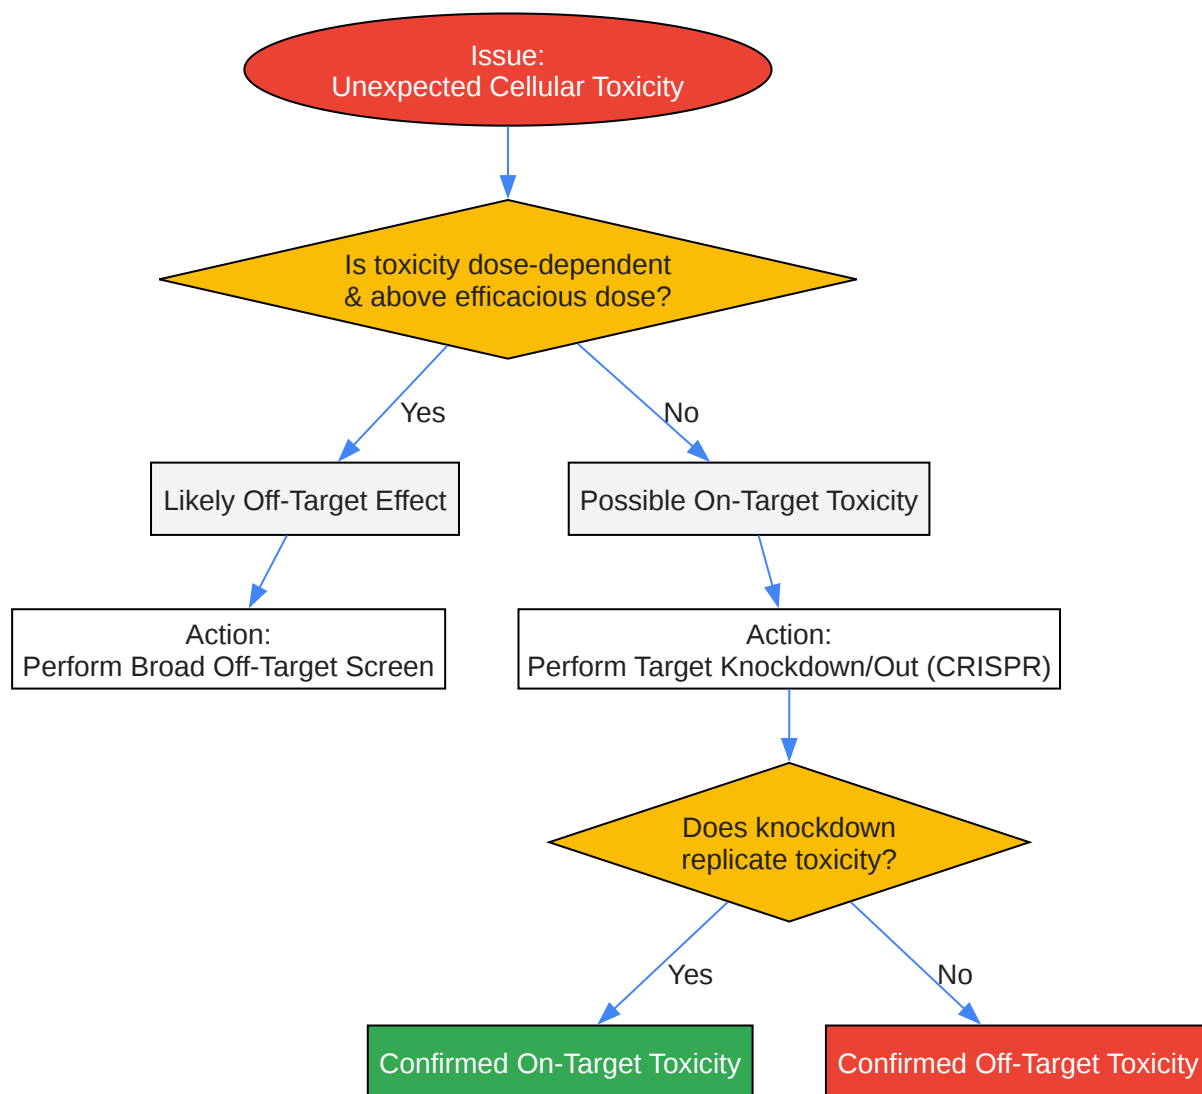 Issue:
Unexpected Cellular Toxicity
Is toxicity dose-dependent
& above efficacious dose?
Yes
No
Likely Off-Target Effect
Possible On-Target Toxicity
Action:
Perform Broad Off-Target Screen
Action:
Perform Target Knockdown/Out (CRISPR)
Does knockdown
replicate toxicity?
Yes
No
Confirmed On-Target Toxicity
Confirmed Off-Target Toxicity